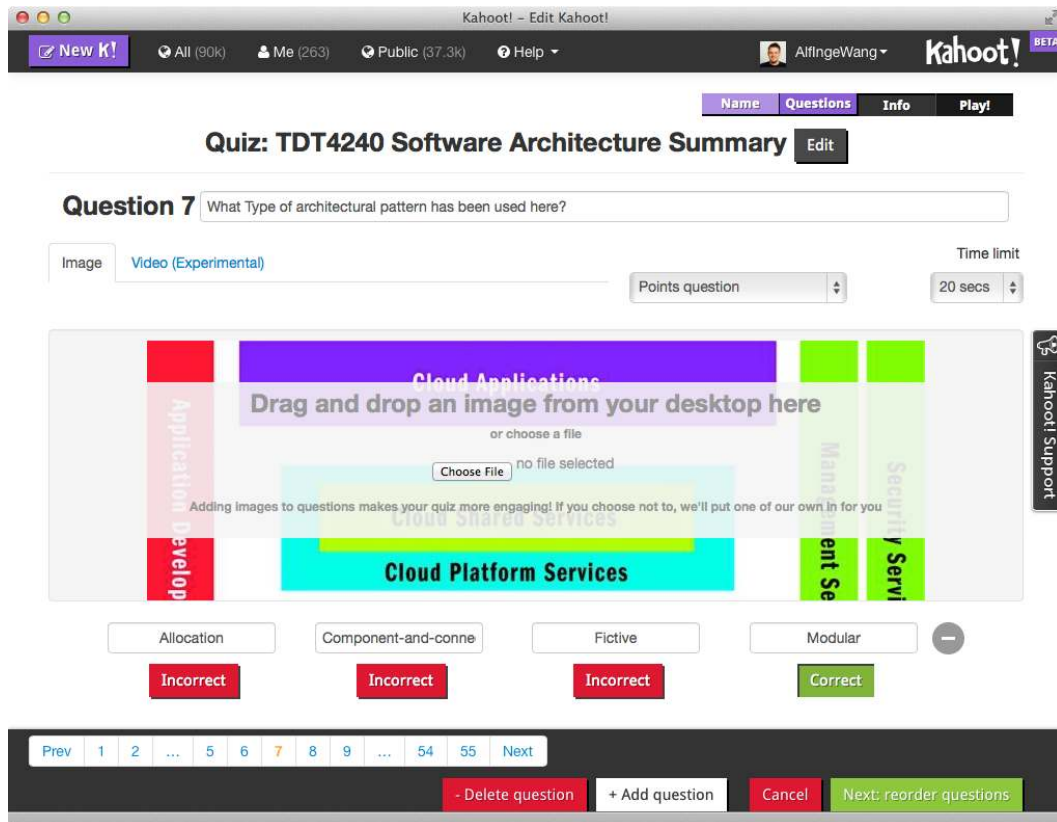 Kahoot! – Edit Kahoot!
New K! All (90k) Me (263) Public (37.3k) Help AlfIngeWang Kahoot! BETA
Name Questions Info Play!
Quiz: TDT4240 Software Architecture Summary Edit
Question 7 What Type of architectural pattern has been used here?
Time limit
Image Video (Experimental)
Points question 20 secs
Cloud Applications
Drag and drop an image from your desktop here
or choose a file
Choose File no file selected
Adding images to questions makes your quiz more engaging! If you choose not to, we'll put one of our own in for you
Cloud Shared Services
Cloud Platform Services
Application Develop
Management Se
Security Servi
Kahoot! Support
Allocation Component-and-conne Fictive Modular
Incorrect Incorrect Incorrect Correct
Prev 1 2 ... 5 6 7 8 9 ... 54 55 Next
- Delete question + Add question Cancel Next: reorder questions